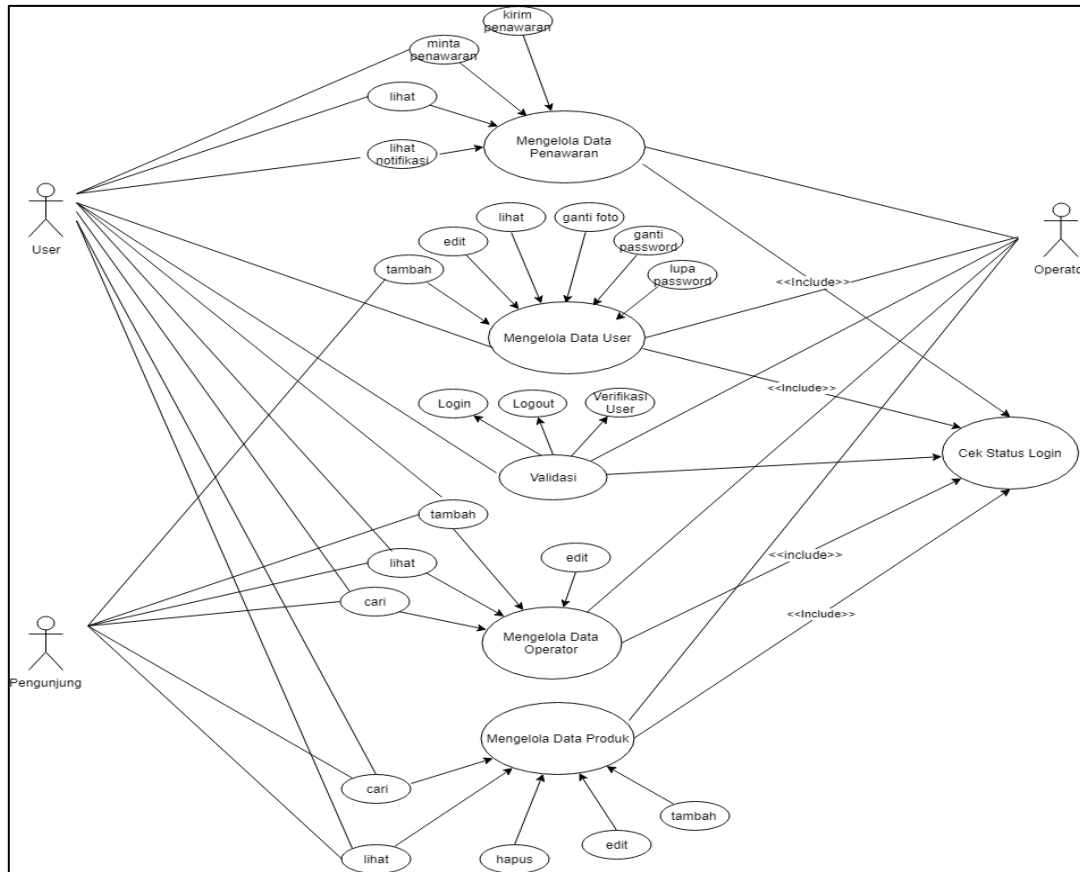 kirim
penawaran
minta
penawaran
lihat
lihat
notifikasi
Mengelola Data
Penawaran
User
Operato
lihat
ganti foto
edit
ganti
password
tambah
lupa
password
<<Include>>
Mengelola Data User
<<Include>>
Login
Logout
Verifikasi
User
Cek Status Login
Validasi
tambah
edit
<<include>>
lihat
cari
<<Include>>
Mengelola Data
Operator
Pengunjung
Mengelola Data Produk
cari
tambah
edit
lihat
hapus